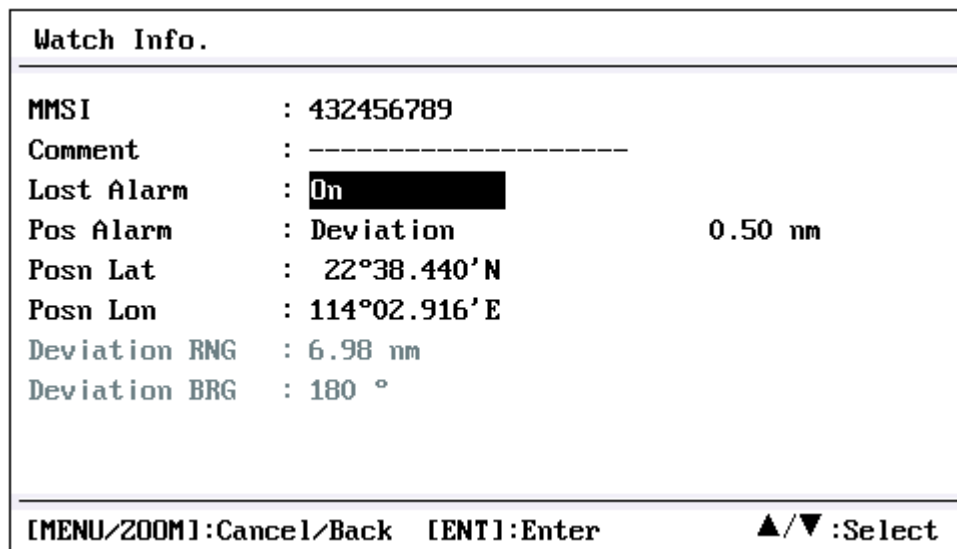 Watch Info.
MMSI : 432456789
Comment : --------------------
Lost Alarm : On
Pos Alarm : Deviation 0.50 nm
Posn Lat : 22°38.440'N
Posn Lon : 114°02.916'E
Deviation RNG : 6.98 nm
Deviation BRG : 180 °
[MENU/ZOOM]:Cancel/Back [ENT]:Enter ▲/▼:Select